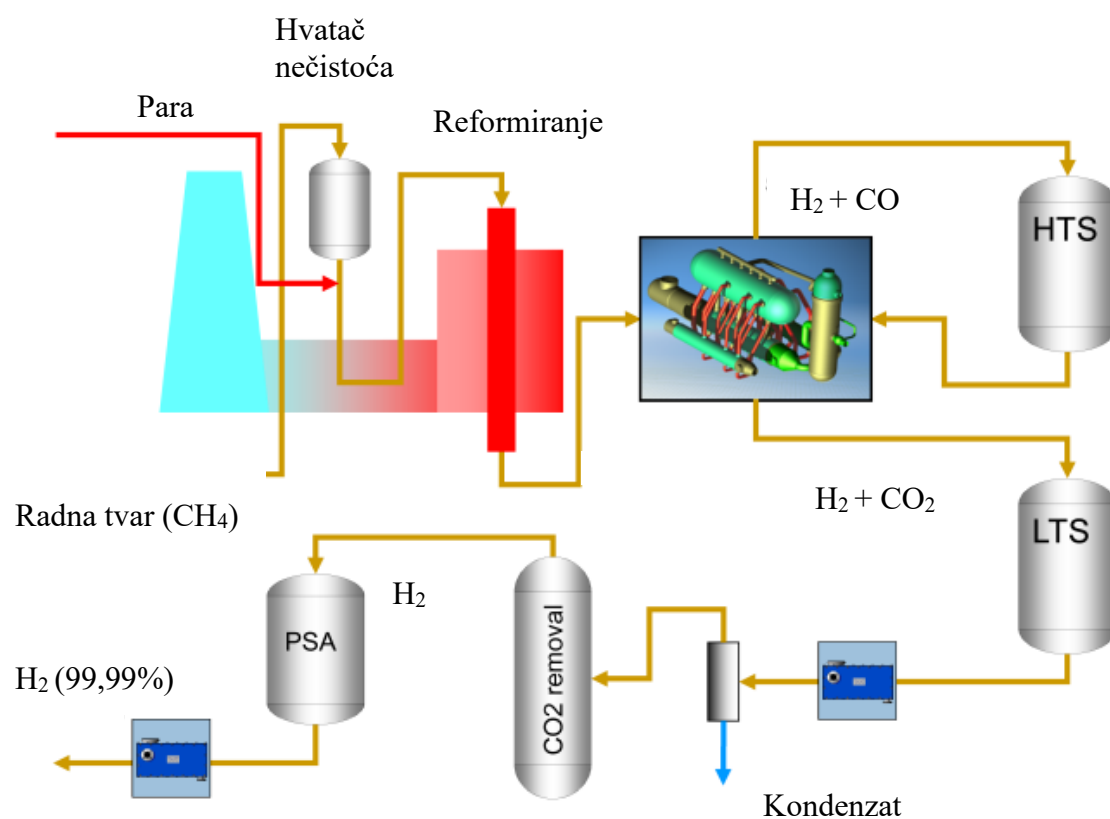 Hvatač
nečistoća
Para
Reformiranje
H₂ + CO
HTS
Radna tvar (CH₄)
H₂ + CO₂
LTS
H₂
PSA
CO2 removal
H₂ (99,99%)
Kondenzat